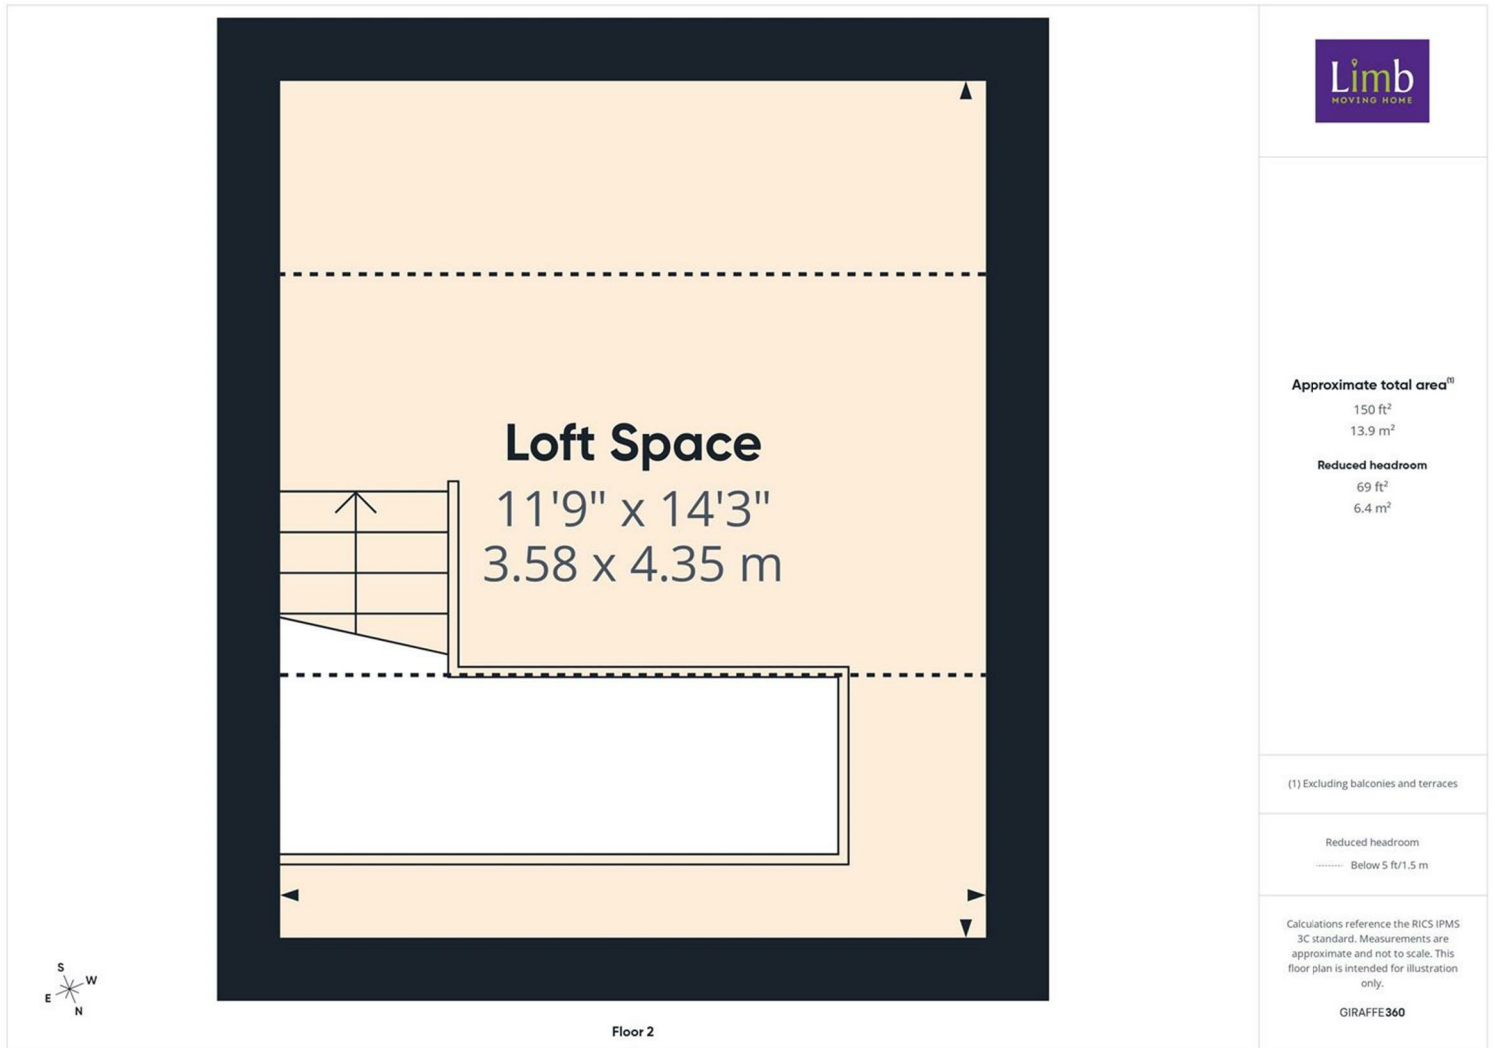 Limb
MOVING HOME
Loft Space
11'9" x 14'3"
3.58 x 4.35 m
Approximate total area(1)
150 ft²
13.9 m²
Reduced headroom
69 ft²
6.4 m²
(1) Excluding balconies and terraces
Reduced headroom
Below 5 ft/1.5 m
Calculations reference the RICS IPMS
3C standard. Measurements are
approximate and not to scale. This
floor plan is intended for illustration
only.
GIRAFFE360
S
W
E
N
Floor 2